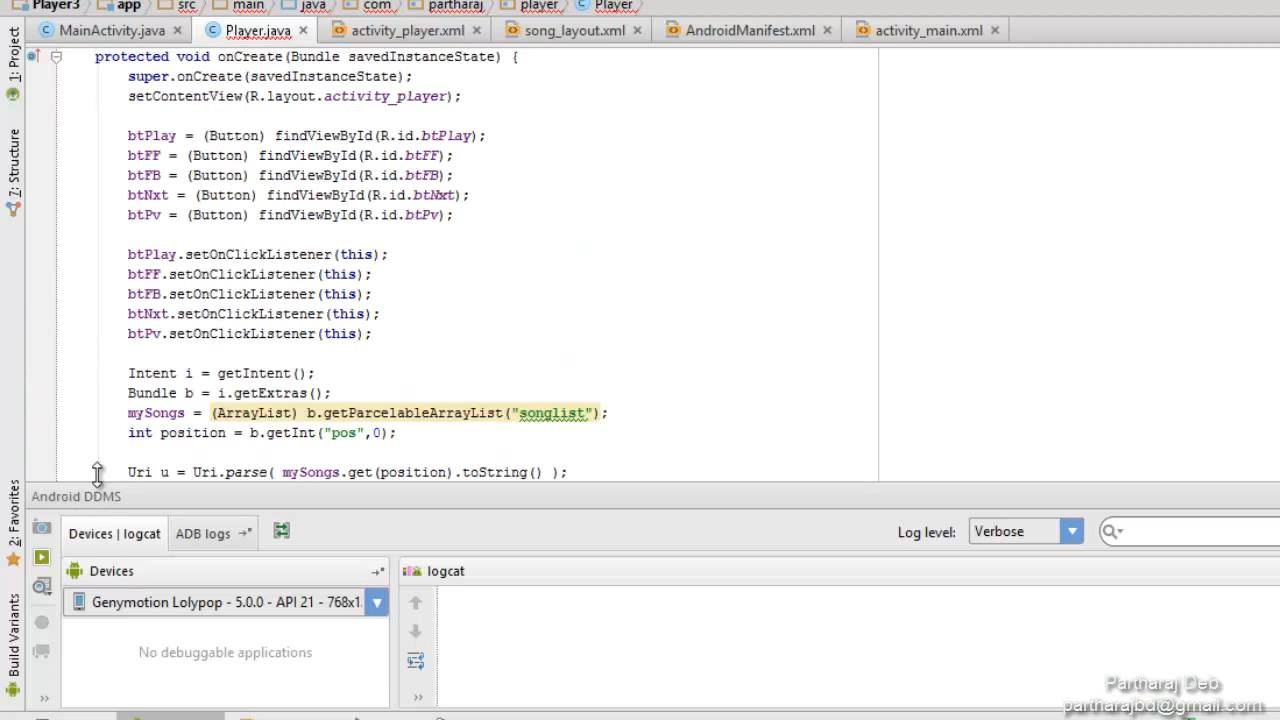 Player3 app src main java com partharaj player Player
MainActivity.java Player.java activity_player.xml song_layout.xml AndroidManifest.xml activity_main.xml
1: Project
7: Structure
2: Favorites
Build Variants
protected void onCreate(Bundle savedInstanceState) {
super.onCreate(savedInstanceState);
setContentView(R.layout.activity_player);
btPlay = (Button) findViewById(R.id.btPlay);
btFF = (Button) findViewById(R.id.btFF);
btFB = (Button) findViewById(R.id.btFB);
btNxt = (Button) findViewById(R.id.btNxt);
btPv = (Button) findViewById(R.id.btPv);
btPlay.setOnClickListener(this);
btFF.setOnClickListener(this);
btFB.setOnClickListener(this);
btNxt.setOnClickListener(this);
btPv.setOnClickListener(this);
Intent i = getIntent();
Bundle b = i.getExtras();
mySongs = (ArrayList) b.getParcelableArrayList("songlist");
int position = b.getInt("pos",0);
Uri u = Uri.parse( mySongs.get(position).toString() );
Android DDMS
Devices | logcat ADB logs Log level: Verbose
Devices logcat
Genymotion Lolypop - 5.0.0 - API 21 - 768x1
No debuggable applications
Partharaj Deb
partharajbd@gmail.com